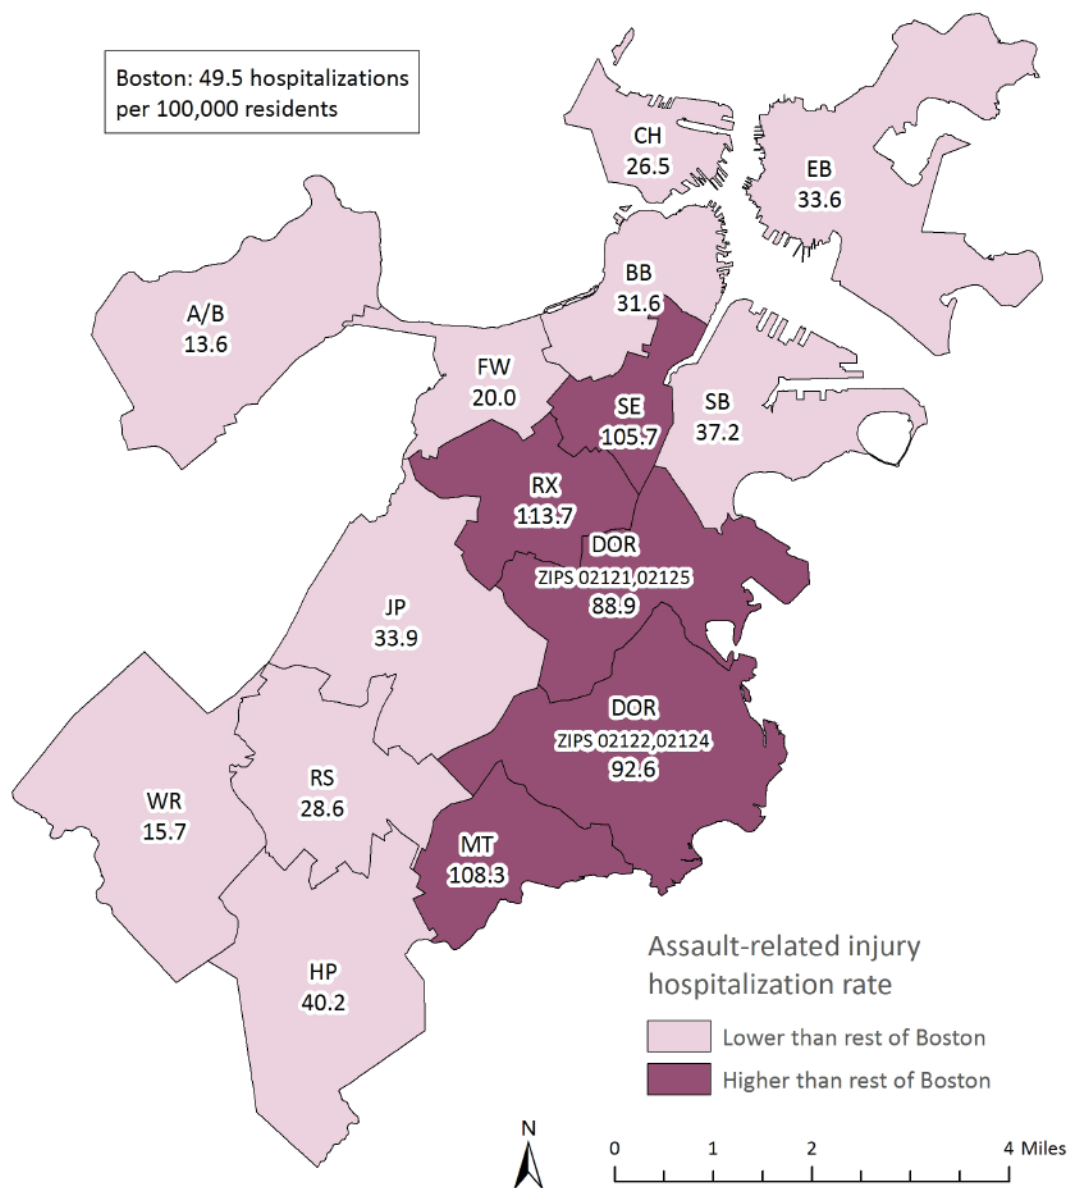 Boston: 49.5 hospitalizations
per 100,000 residents
CH
26.5
EB
33.6
BB
31.6
A/B
13.6
FW
20.0
SE
105.7
SB
37.2
RX
113.7
DOR
ZIPS 02121,02125
88.9
JP
33.9
DOR
ZIPS 02122,02124
92.6
RS
28.6
WR
15.7
MT
108.3
HP
40.2
Assault-related injury
hospitalization rate
Lower than rest of Boston
Higher than rest of Boston
N
0 1 2 4 Miles